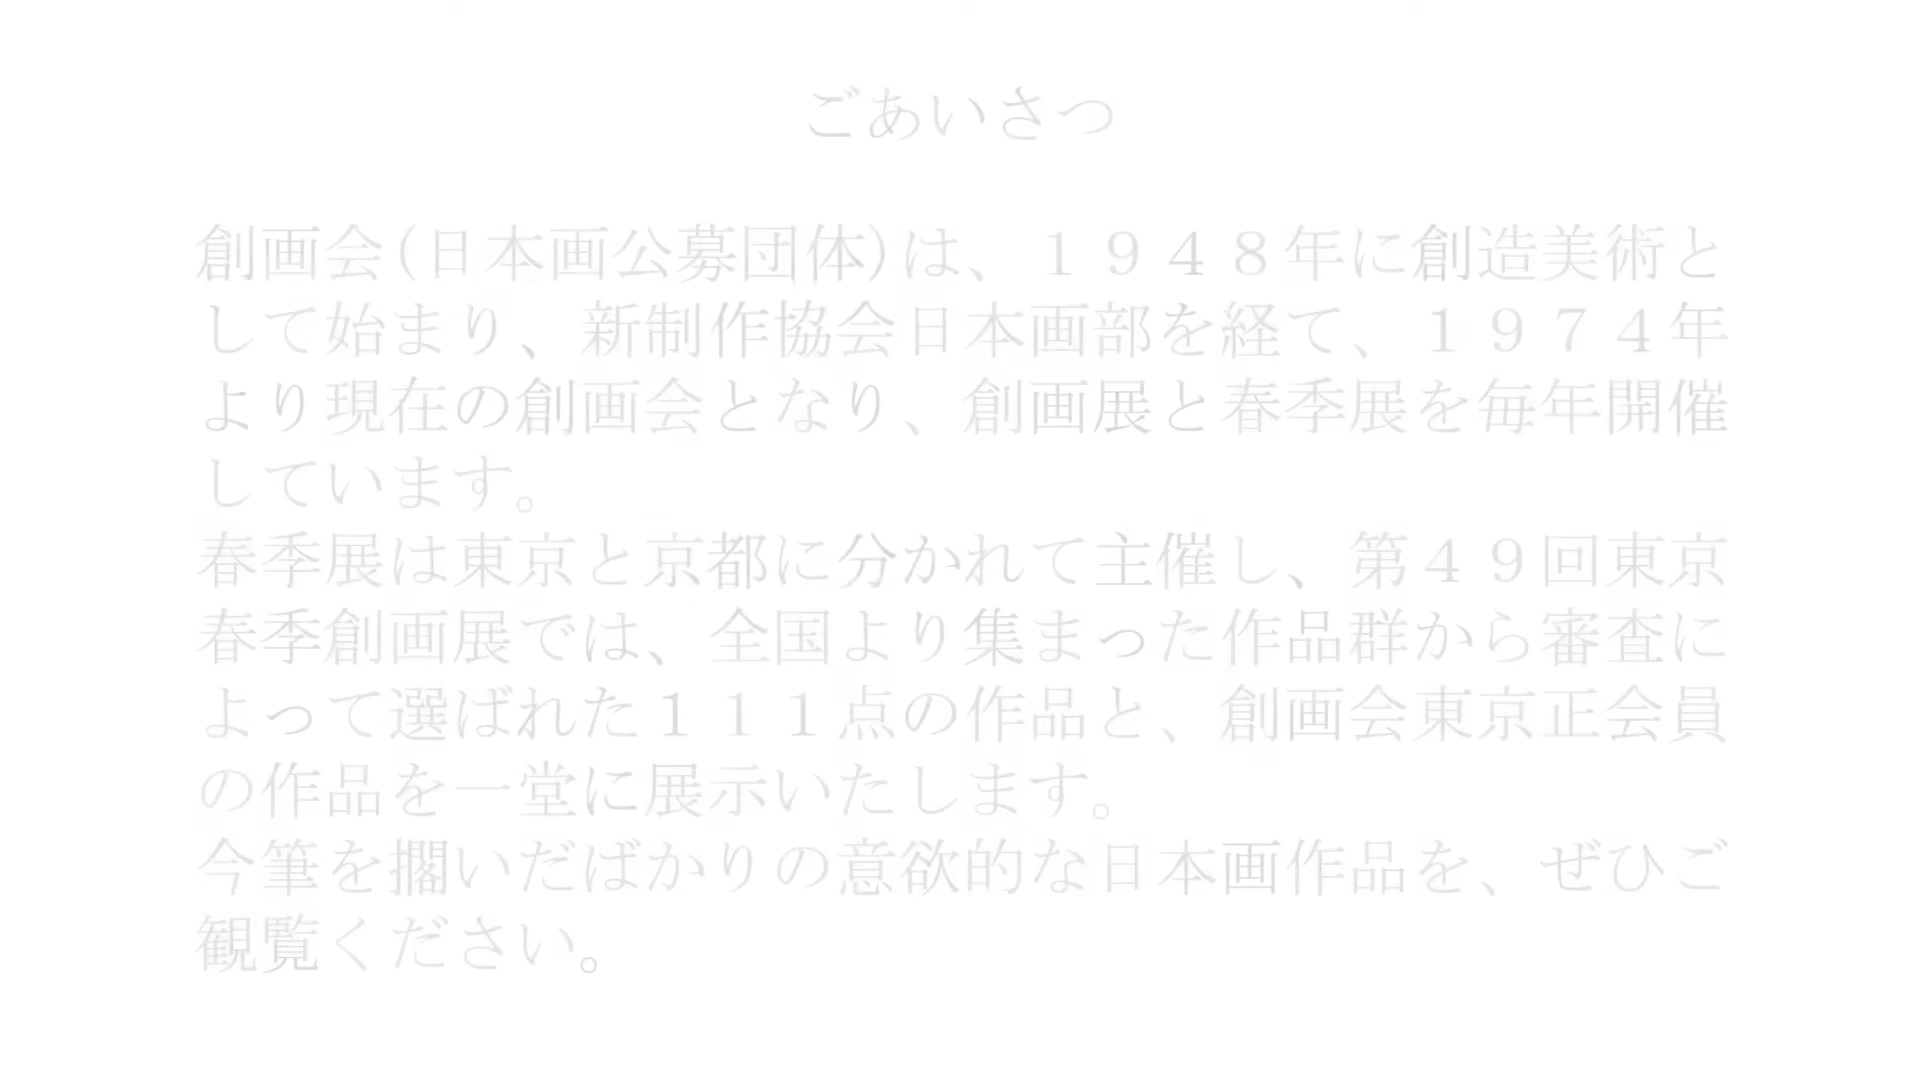 ごあいさつ
創画会(日本画公募団体)は、１９４８年に創造美術と
して始まり、新制作協会日本画部を経て、１９７４年
より現在の創画会となり、創画展と春季展を毎年開催
しています。
春季展は東京と京都に分かれて主催し、第４９回東京
春季創画展では、全国より集まった作品群から審査に
よって選ばれた１１１点の作品と、創画会東京正会員
の作品を一堂に展示いたします。
今筆を擱いだばかりの意欲的な日本画作品を、ぜひご
観覧ください。